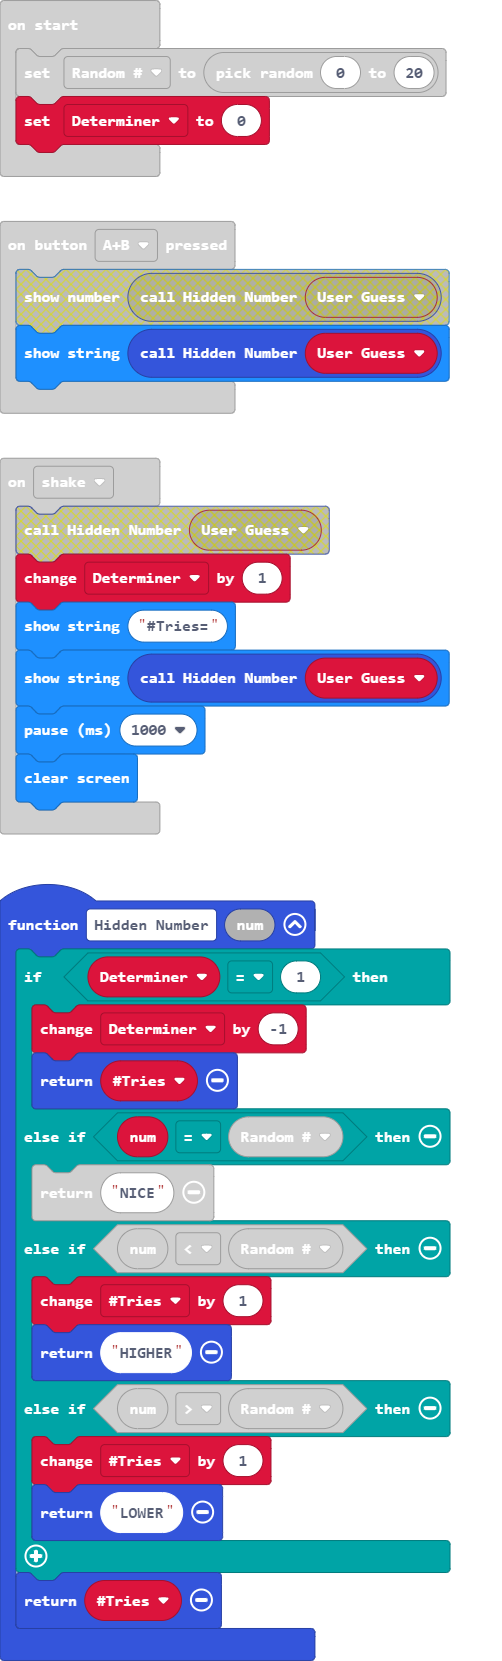 on start
set Random # to pick random 0 to 20
set Determiner to 0
on button A+B pressed
show number call Hidden Number User Guess
show string call Hidden Number User Guess
on shake
call Hidden Number User Guess
change Determiner by 1
show string "#Tries="
show string call Hidden Number User Guess
pause (ms) 1000
clear screen
function Hidden Number num
if Determiner = 1 then
change Determiner by -1
return #Tries
else if num = Random # then
return "NICE"
else if num < Random # then
change #Tries by 1
return "HIGHER"
else if num > Random # then
change #Tries by 1
return "LOWER"
return #Tries